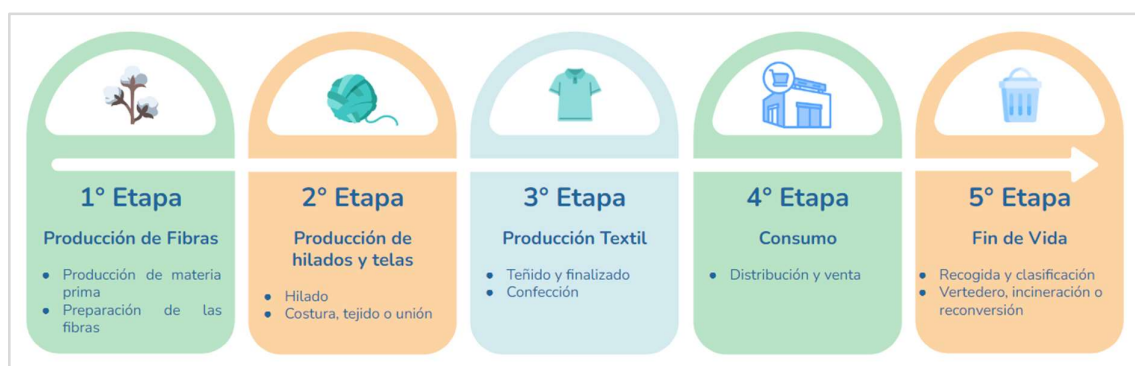 1° Etapa
Producción de Fibras
● Producción de materia
prima
● Preparación de las
fibras
2° Etapa
Producción de
hilados y telas
● Hilado
● Costura, tejido o unión
3° Etapa
Producción Textil
● Teñido y finalizado
● Confección
4° Etapa
Consumo
● Distribución y venta
5° Etapa
Fin de Vida
● Recogida y clasificación
● Vertedero, incineración o
reconversión